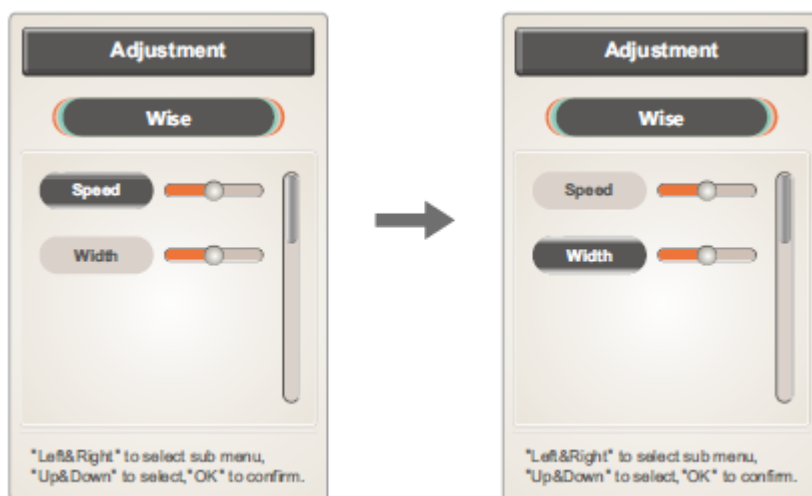 Adjustment
Wise
Speed
Width
"Left&Right" to select sub menu,
"Up&Down" to select,"OK" to confirm.
Adjustment
Wise
Speed
Width
"Left&Right" to select sub menu,
"Up&Down" to select,"OK" to confirm.